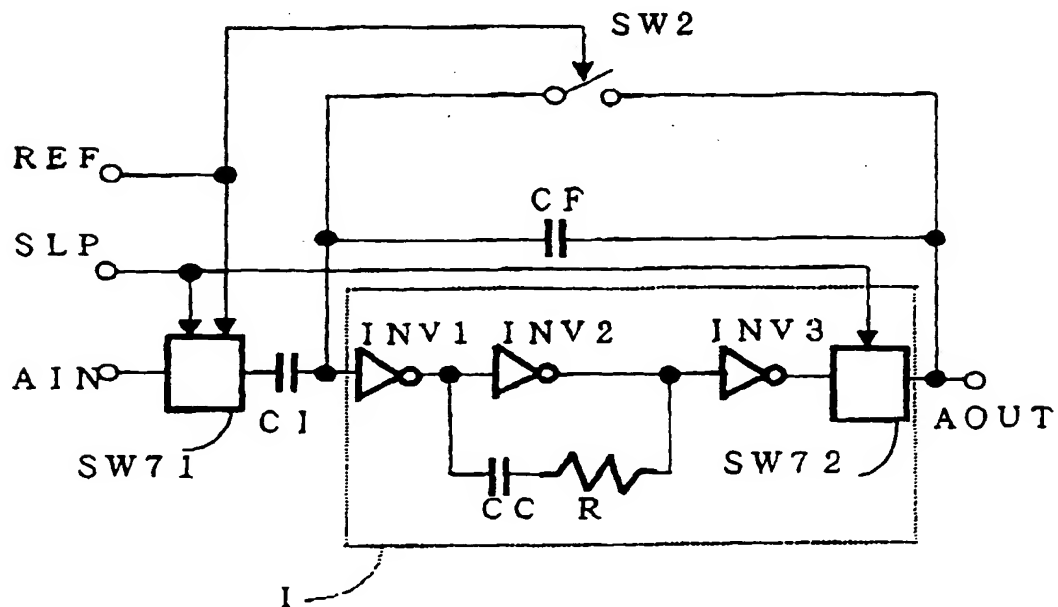 SW2
REF
CF
SLP
INV1
INV2
INV3
AIN
CI
AOUT
SW71
SW72
CC
R
I